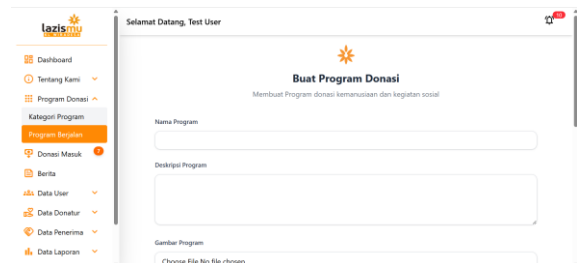 lazismu
Selamat Datang, Test User
10
Dashboard
Tentang Kami
Program Donasi
Kategori Program
Program Berjalan
Donasi Masuk
Berita
Data User
Data Donatur
Data Penerima
Data Laporan
Buat Program Donasi
Membuat Program donasi kemanusiaan dan kegiatan sosial
Nama Program
Deskripsi Program
Gambar Program
Choose File No file chosen